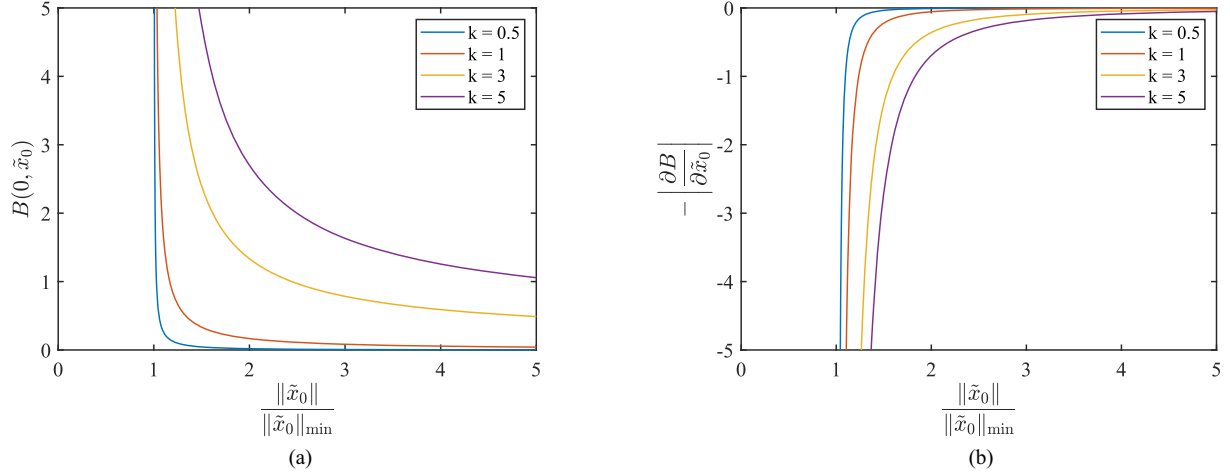 5
4
3
2
1
0
B(0, x̃₀)
0
1
2
3
4
5
‖x̃₀‖
‖x̃₀‖min
k = 0.5
k = 1
k = 3
k = 5
(a)
0
-1
-2
-3
-4
-5
− |∂B/∂x̃₀|
0
1
2
3
4
5
‖x̃₀‖
‖x̃₀‖min
k = 0.5
k = 1
k = 3
k = 5
(b)